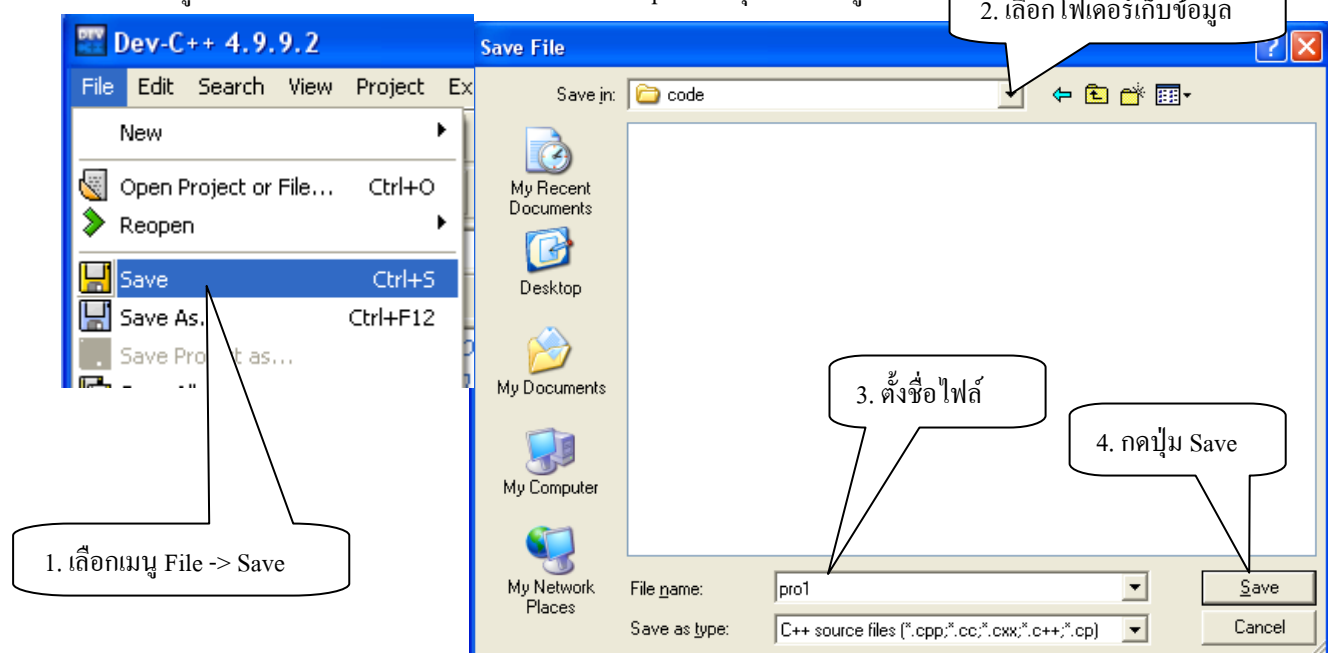 2. เลือกโฟเดอร์เก็บข้อมูล
Dev-C++ 4.9.9.2
File Edit Search View Project Ex
New
Open Project or File... Ctrl+O
Reopen
Save Ctrl+S
Save As. Ctrl+F12
Save as...
1. เลือกเมนู File -> Save
Save File
Save in: code
My Recent
Documents
Desktop
My Documents
My Computer
My Network
Places
3. ตั้งชื่อไฟล์
4. กดปุ่ม Save
File name: pro1
Save
Save as type: C++ source files (*.cpp;*.cc;*.cxx;*.c++;*.cp)
Cancel